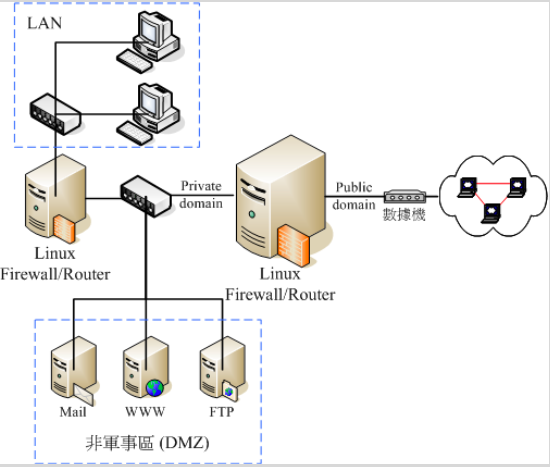 LAN
Private
domain
Public
domain
數據機
Linux
Firewall/Router
Linux
Firewall/Router
Mail
WWW
FTP
非軍事區 (DMZ)